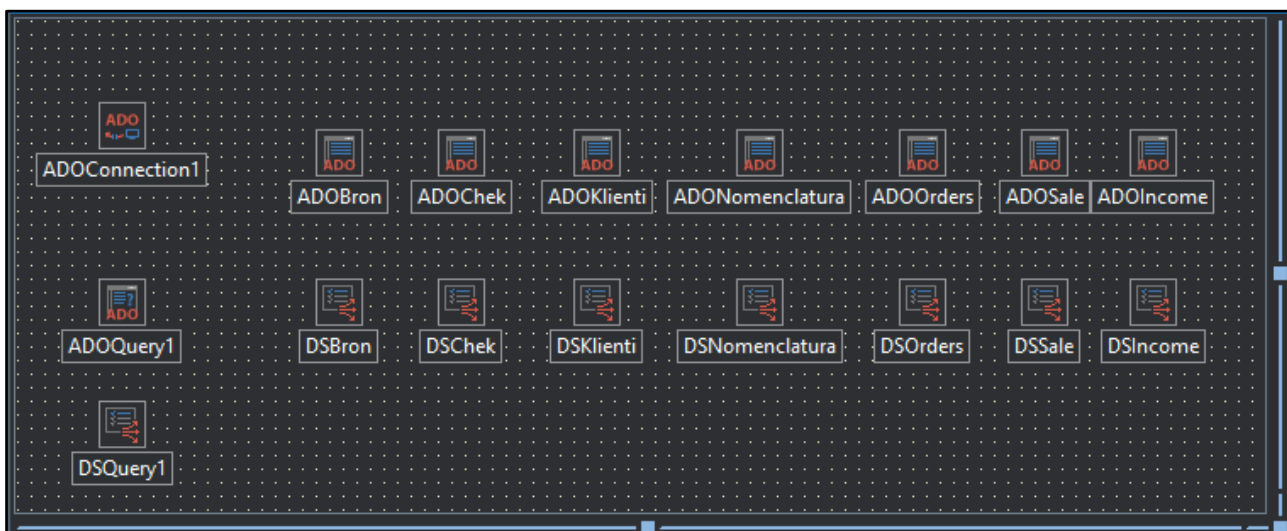 ADO
ADOConnection1
ADO ADO ADO ADO ADO ADO ADO
ADOBron ADOChek ADOKlienti ADONomenclatura ADOOrders ADOSale ADOIncome
?
ADO
ADOQuery1 DSBron DSChek DSKlienti DSNomenclatura DSOrders DSSale DSIncome
DSQuery1